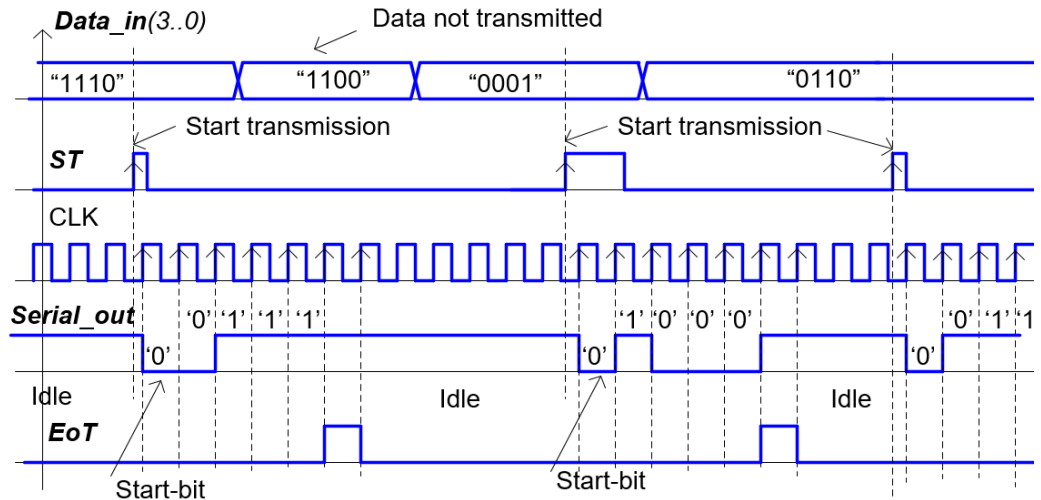 Data_in(3..0)
Data not transmitted
“1110” “1100” “0001” “0110”
Start transmission Start transmission
ST
CLK
Serial_out ‘0’ ‘1’ ‘1’ ‘1’ ‘1’ ‘0’ ‘0’ ‘0’ ‘0’ ‘1’ ‘1
‘0’ ‘0’ ‘0’
Idle Idle Idle
EoT
Start-bit Start-bit